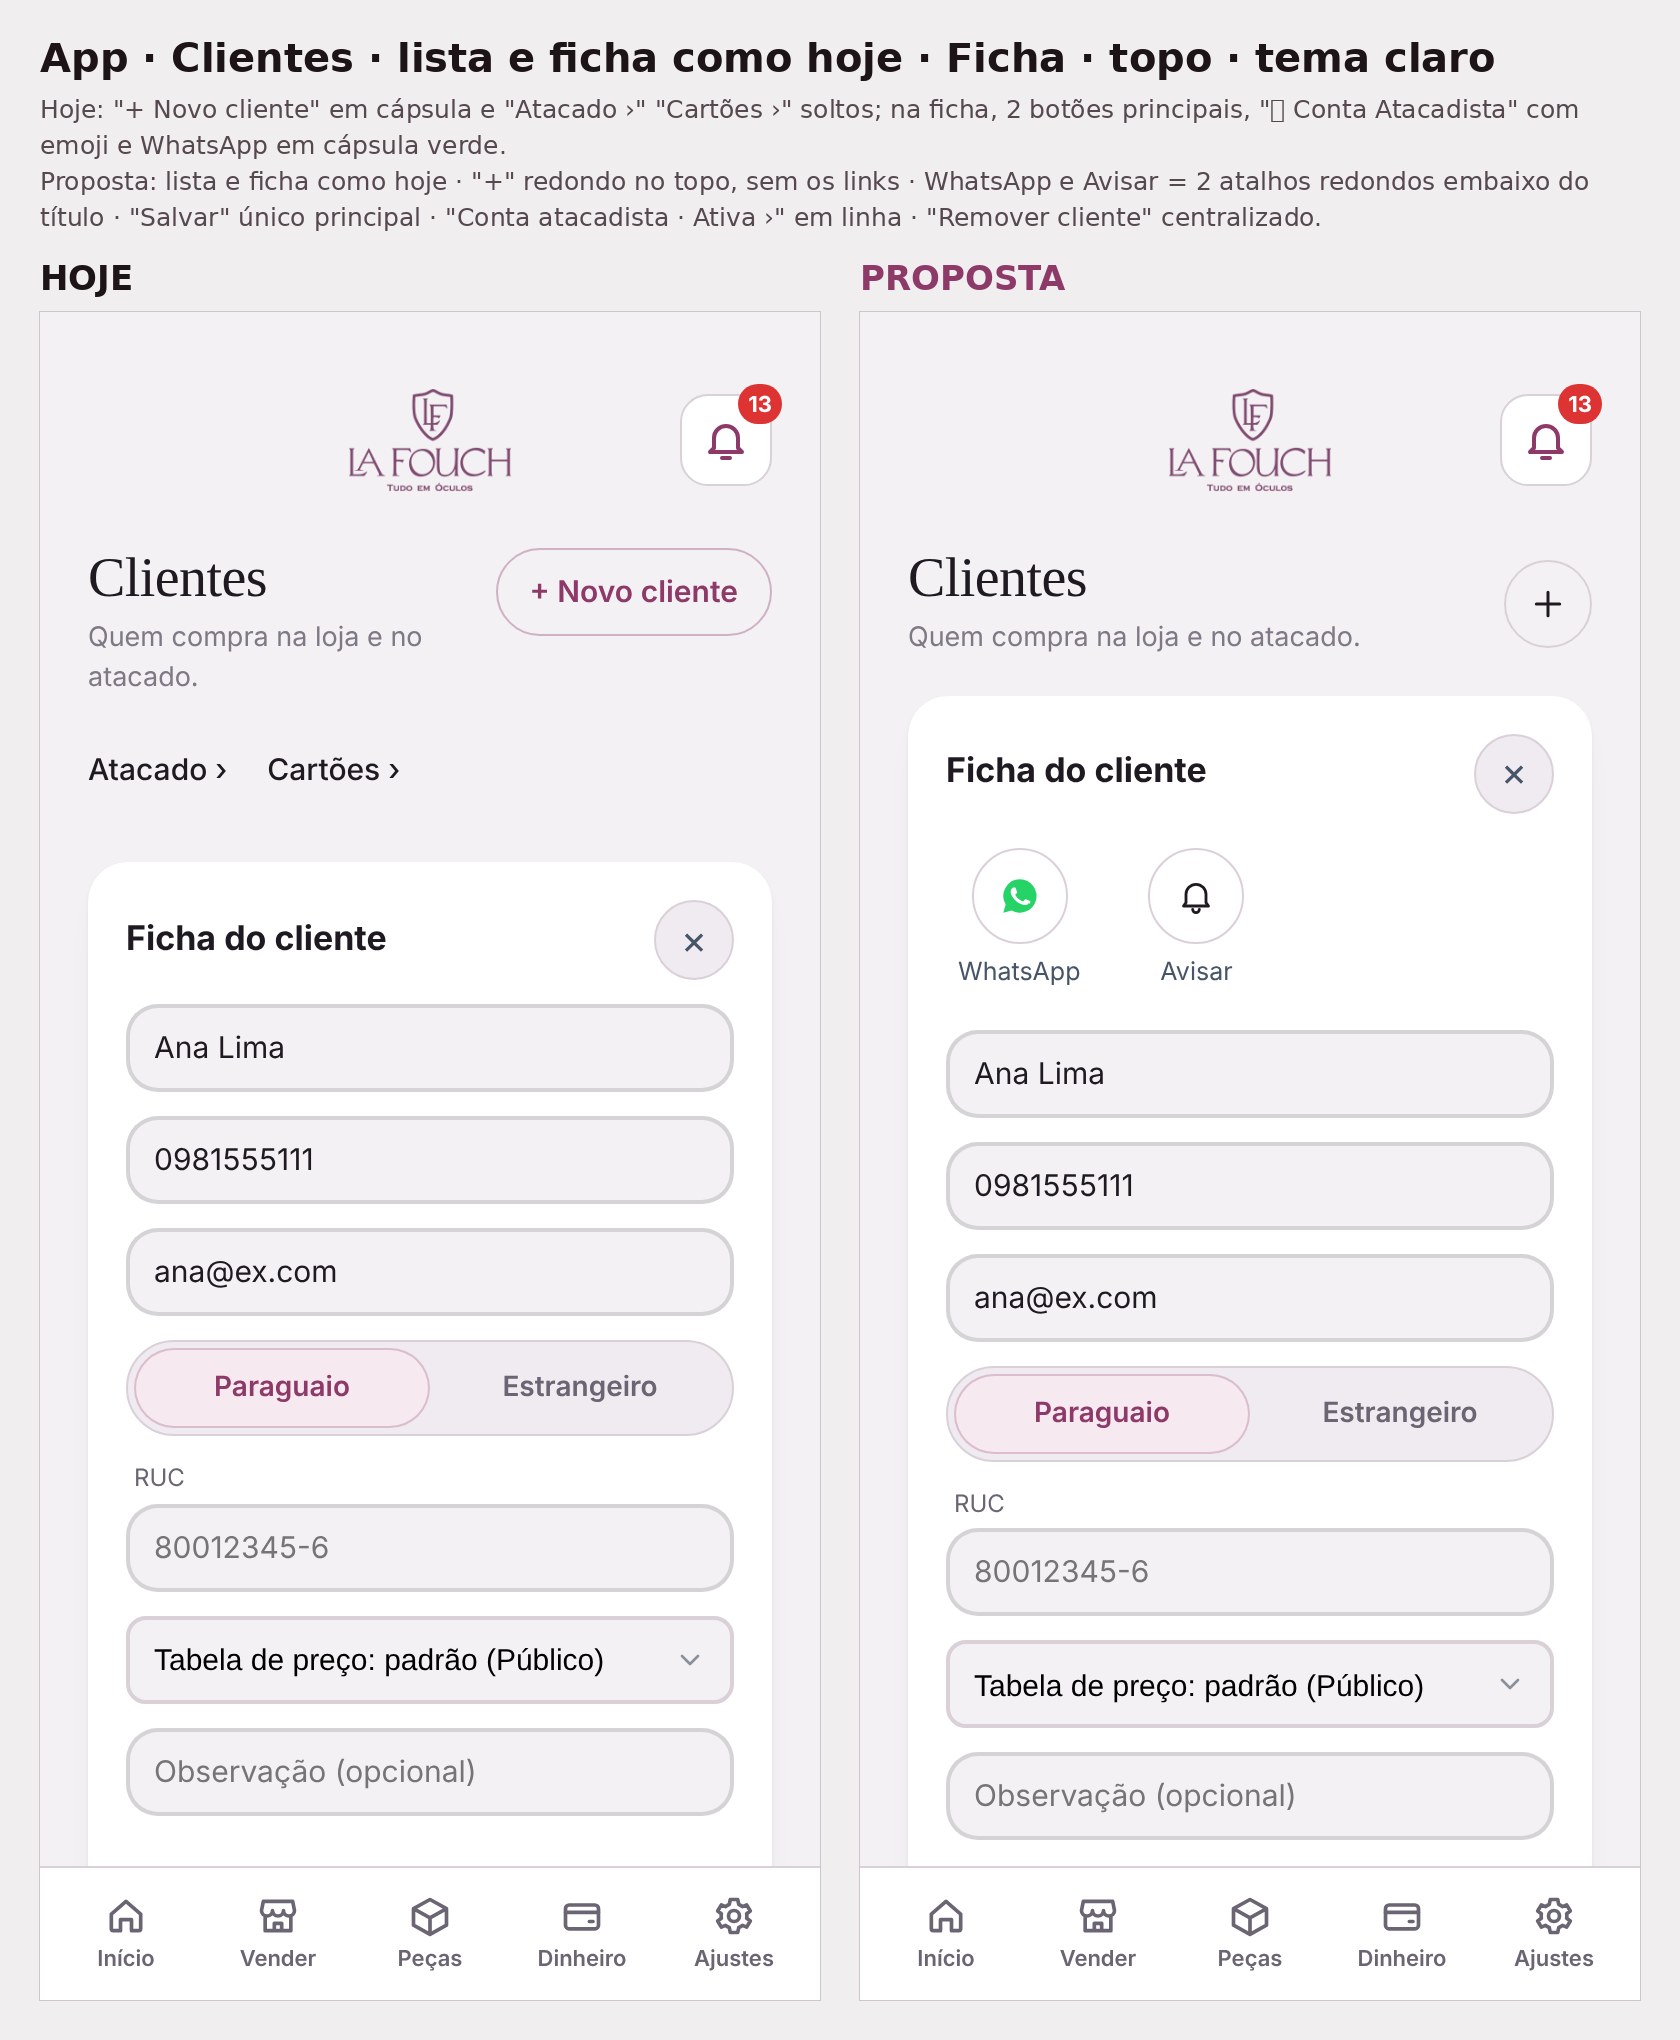 App · Clientes · lista e ficha como hoje · Ficha · topo · tema claro
Hoje: "+ Novo cliente" em cápsula e "Atacado ›" "Cartões ›" soltos; na ficha, 2 botões principais, "▯ Conta Atacadista" com
emoji e WhatsApp em cápsula verde.
Proposta: lista e ficha como hoje · "+" redondo no topo, sem os links · WhatsApp e Avisar = 2 atalhos redondos embaixo do
título · "Salvar" único principal · "Conta atacadista · Ativa ›" em linha · "Remover cliente" centralizado.
HOJE
LF
LA FOUCH
TUDO EM ÓCULOS
13
Clientes
+ Novo cliente
Quem compra na loja e no
atacado.
Atacado ›
Cartões ›
Ficha do cliente
×
Ana Lima
0981555111
ana@ex.com
Paraguaio
Estrangeiro
RUC
80012345-6
Tabela de preço: padrão (Público)
Observação (opcional)
Início
Vender
Peças
Dinheiro
Ajustes
PROPOSTA
LF
LA FOUCH
TUDO EM ÓCULOS
13
Clientes
+
Quem compra na loja e no atacado.
Ficha do cliente
×
WhatsApp
Avisar
Ana Lima
0981555111
ana@ex.com
Paraguaio
Estrangeiro
RUC
80012345-6
Tabela de preço: padrão (Público)
Observação (opcional)
Início
Vender
Peças
Dinheiro
Ajustes